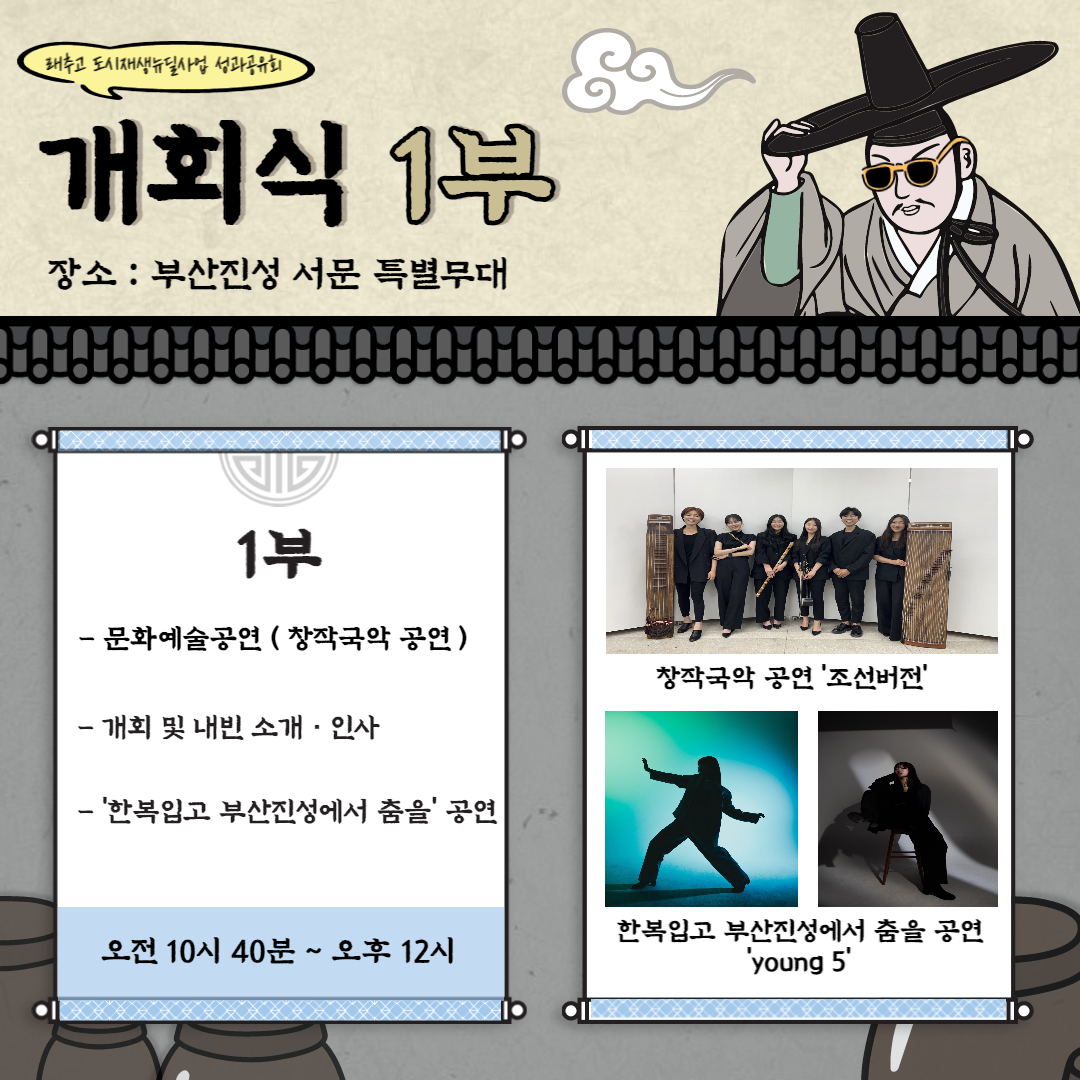 래추고 도시재생뉴딜사업 성과공유회
개회식 1부
장소 : 부산진성 서문 특별무대
1부
- 문화예술공연 ( 창작국악 공연 )
- 개회 및 내빈 소개 · 인사
- '한복입고 부산진성에서 춤을' 공연
오전 10시 40분 ~ 오후 12시
창작국악 공연 '조선버전'
한복입고 부산진성에서 춤을 공연
'young 5'